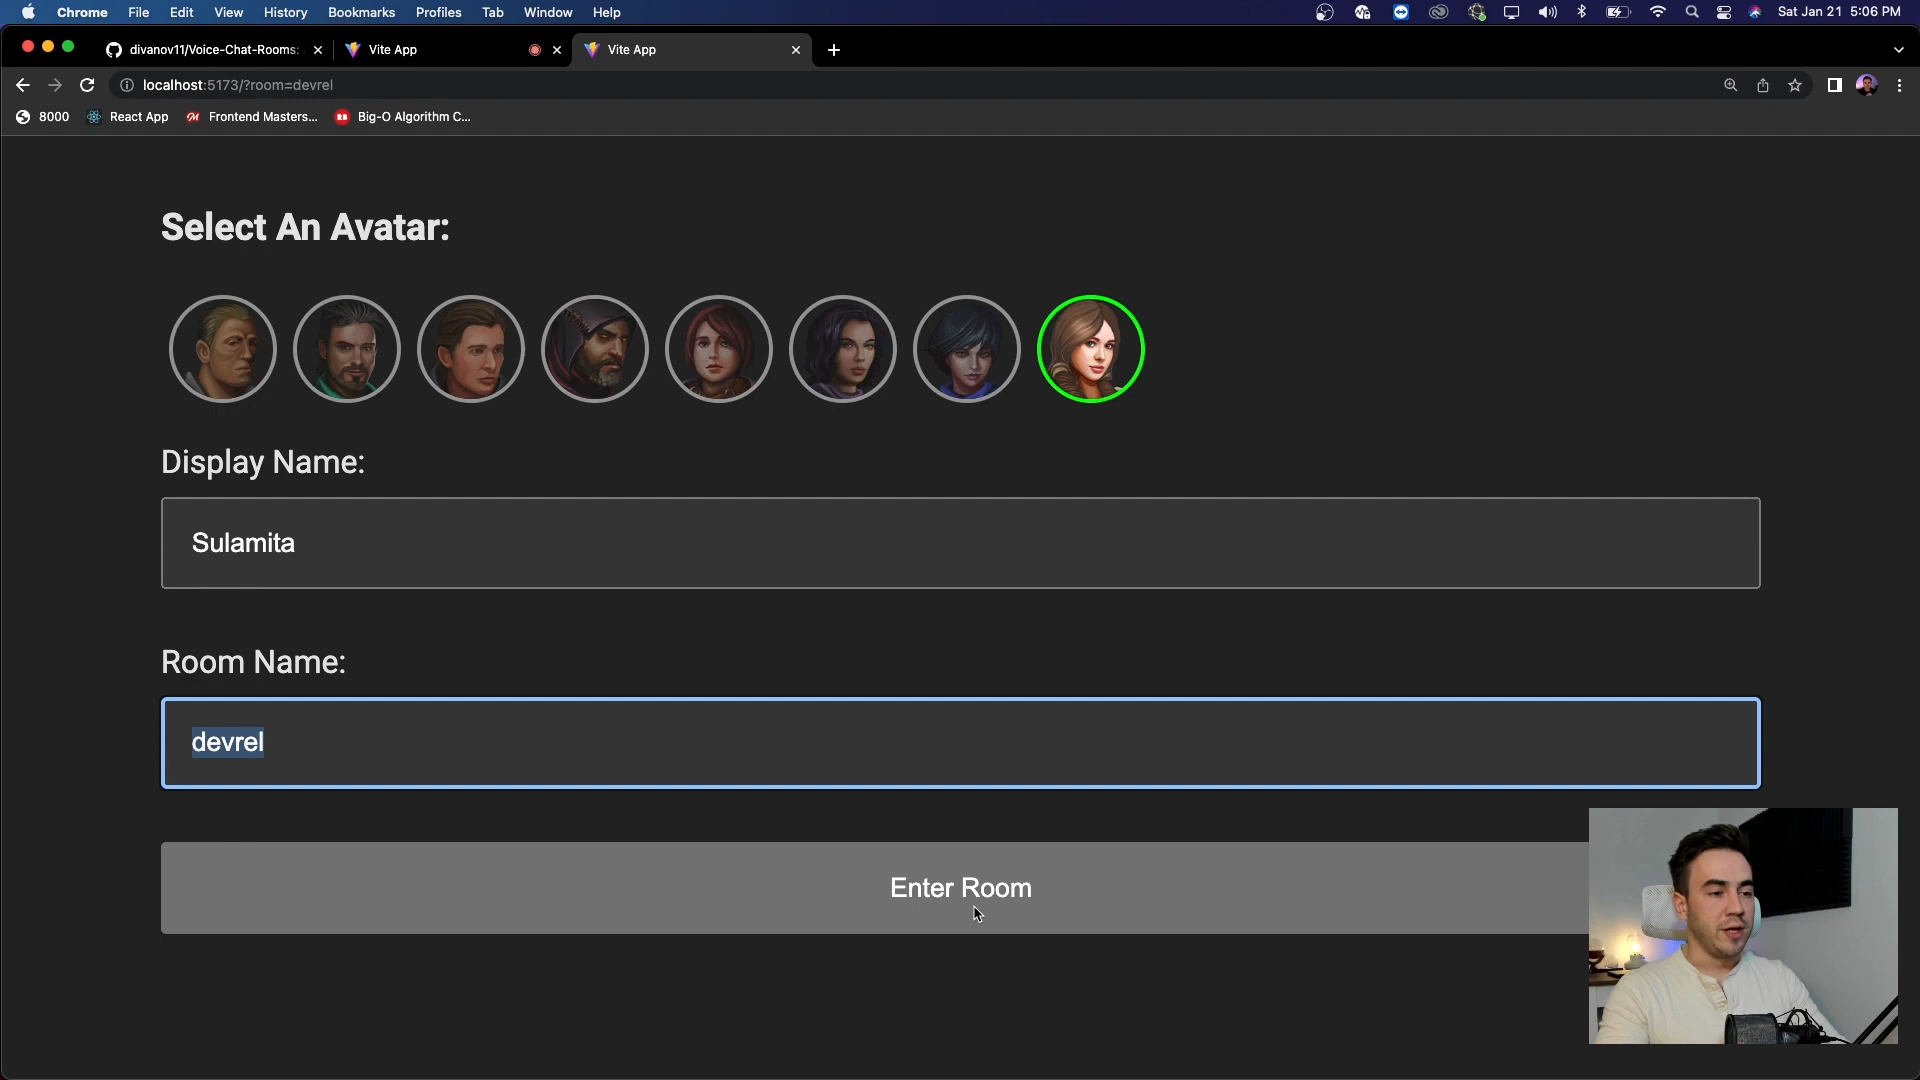 Chrome File Edit View History Bookmarks Profiles Tab Window Help Sat Jan 21 5:06 PM
divanov11/Voice-Chat-Rooms: Vite App Vite App
localhost:5173/?room=devrel
8000 React App Frontend Masters... Big-O Algorithm C...
Select An Avatar:
Display Name:
Sulamita
Room Name:
devrel
Enter Room